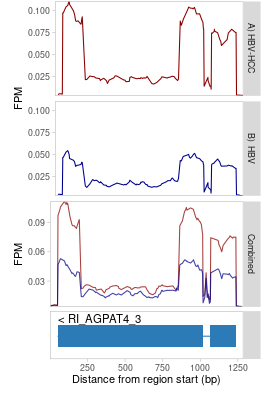 0.100
0.075
0.050
0.025
FPM
A) HBV-HCC
0.100
0.075
0.050
0.025
B) HBV
0.09
0.06
0.03
FPM
Combined
< RI_AGPAT4_3
250 500 750 1000 1250
Distance from region start (bp)